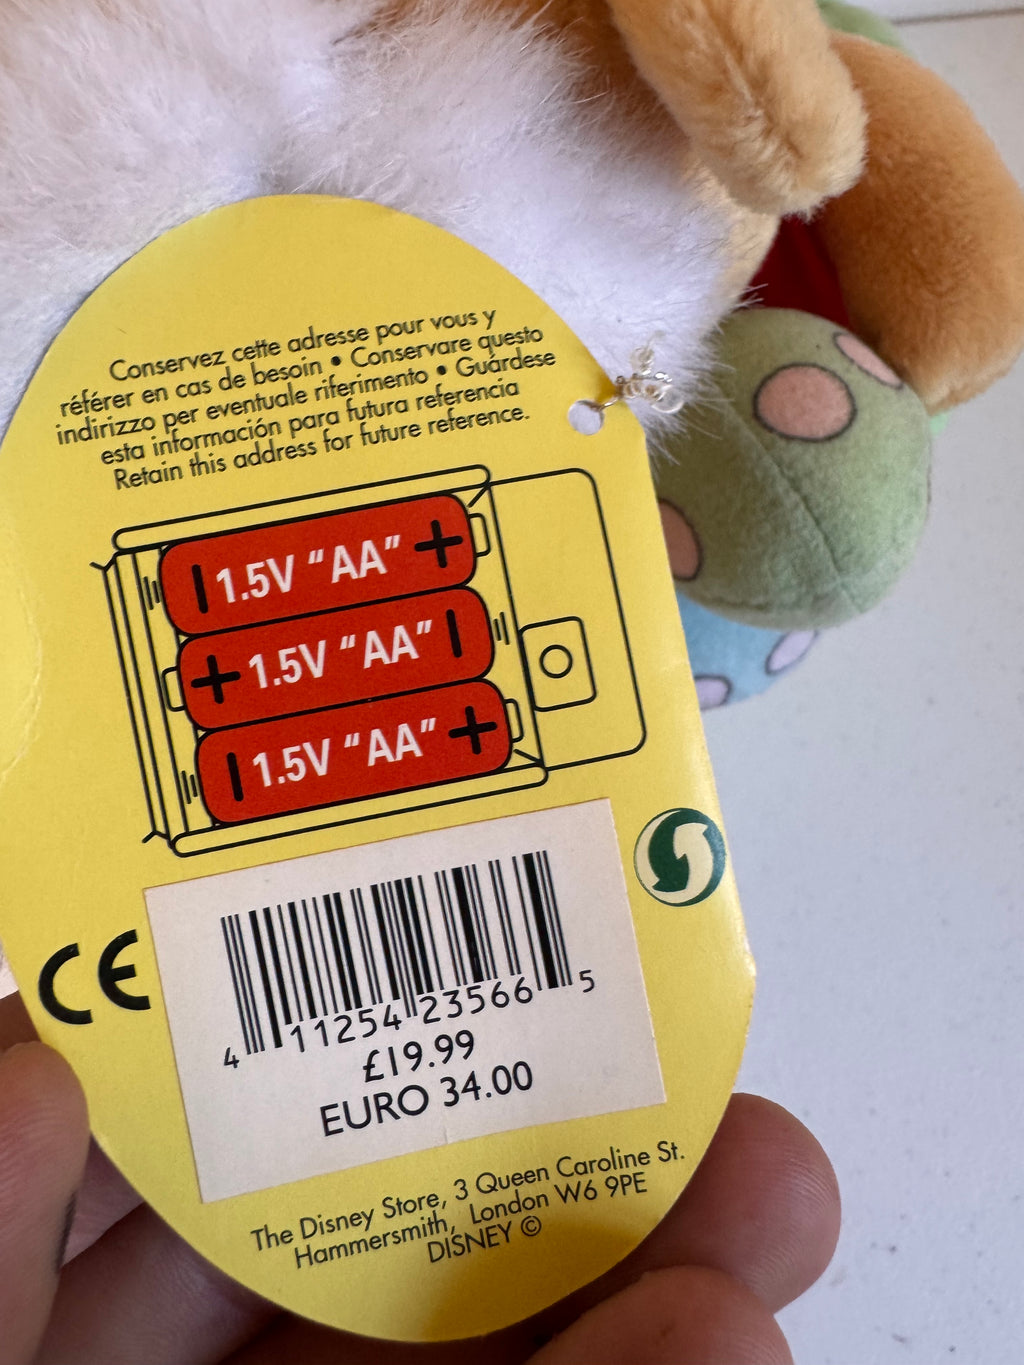 Conservez cette adresse pour vous y
référer en cas de besoin • Conservare questo
indirizzo per eventuale riferimento • Guárdese
esta información para futura referencia
Retain this address for future reference.
– 1.5V “AA” +
+ 1.5V “AA” –
– 1.5V “AA” +
CE
4 11254 23566 5
£19.99
EURO 34.00
The Disney Store, 3 Queen Caroline St.
Hammersmith, London W6 9PE
DISNEY ©